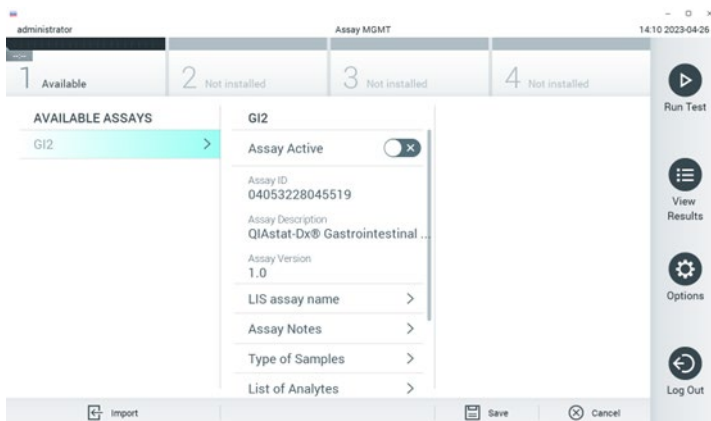 administrator Assay MGMT 14:10 2023-04-26
1 Available
2 Not installed
3 Not installed
4 Not installed
Run Test
View
Results
Options
Log Out
AVAILABLE ASSAYS
GI2
GI2
Assay Active
Assay ID
04053228045519
Assay Description
QIAstat-Dx® Gastrointestinal ...
Assay Version
1.0
LIS assay name
Assay Notes
Type of Samples
List of Analytes
Import
Save
Cancel